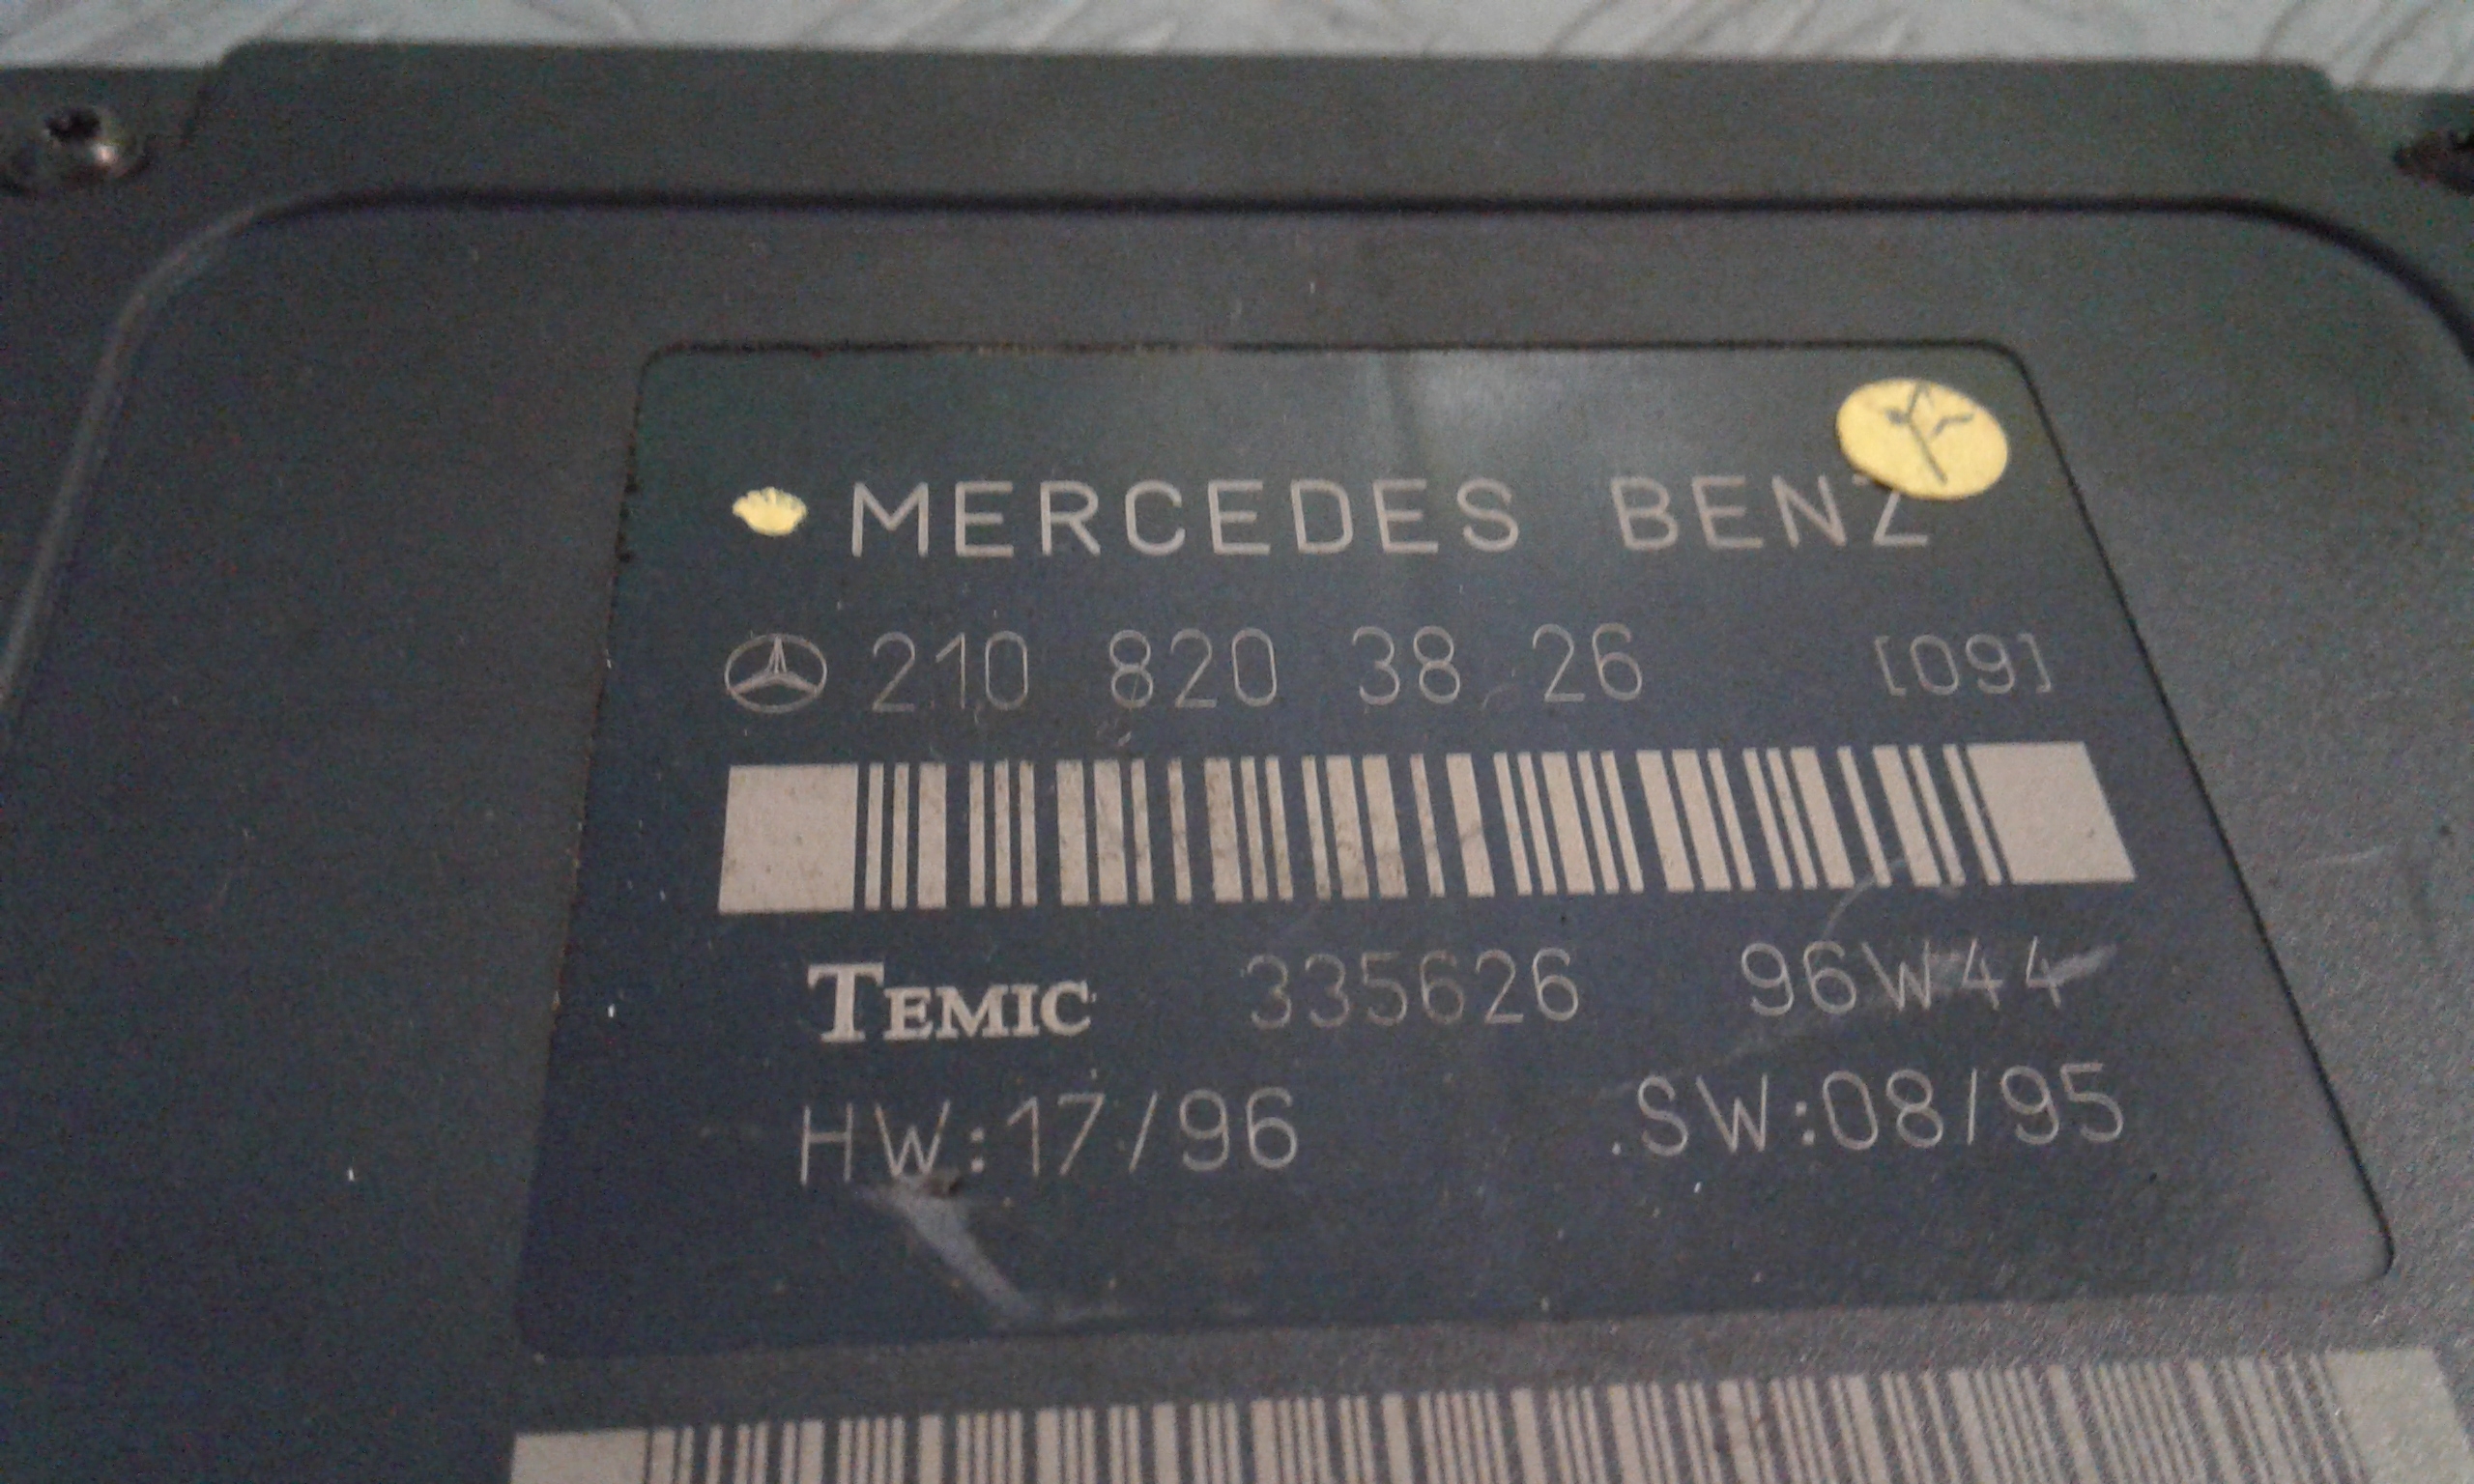 MERCEDES BENZ
210 820 38 26 [09]
TEMIC 335626 96W44
HW:17/96 .SW:08/95